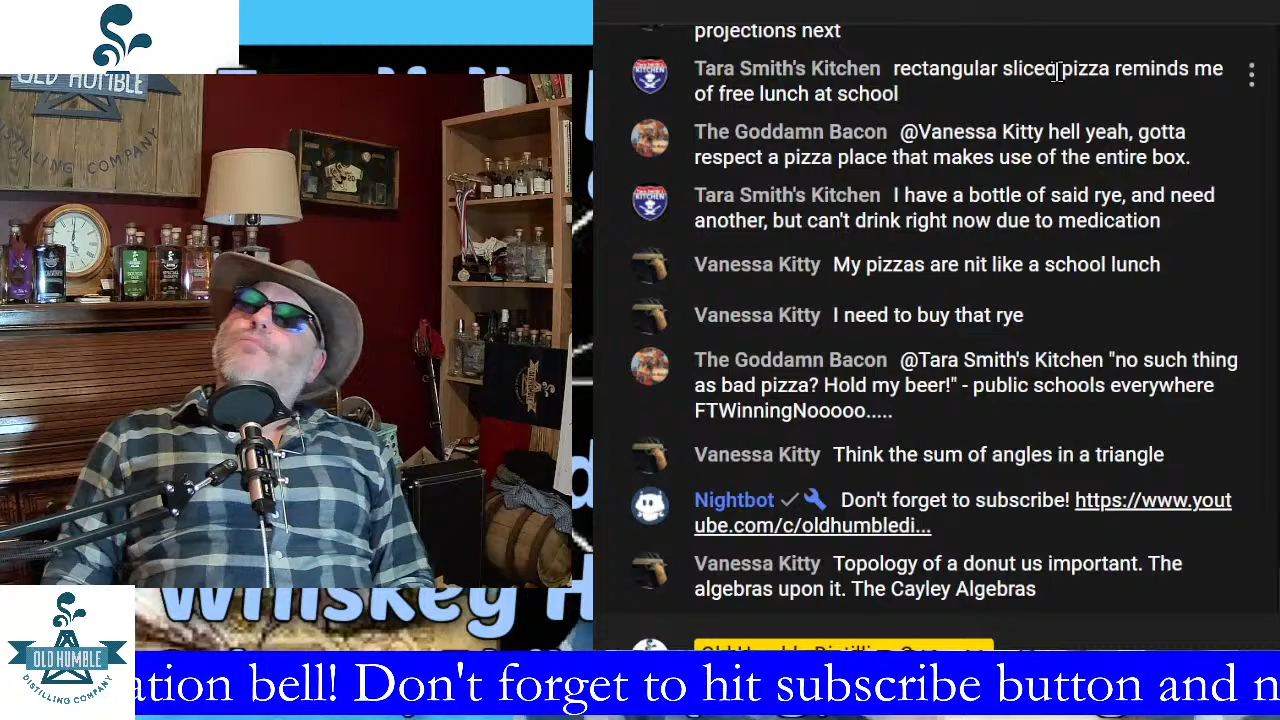 OLD HUMBLE
DISTILLING COMPANY
projections next
Tara Smith's Kitchen rectangular sliced pizza reminds me
of free lunch at school
The Goddamn Bacon @Vanessa Kitty hell yeah, gotta
respect a pizza place that makes use of the entire box.
Tara Smith's Kitchen I have a bottle of said rye, and need
another, but can't drink right now due to medication
Vanessa Kitty My pizzas are nit like a school lunch
Vanessa Kitty I need to buy that rye
The Goddamn Bacon @Tara Smith's Kitchen "no such thing
as bad pizza? Hold my beer!" - public schools everywhere
FTWinningNooooo.....
Vanessa Kitty Think the sum of angles in a triangle
Nightbot Don't forget to subscribe! https://www.yout
ube.com/c/oldhumbledi...
Vanessa Kitty Topology of a donut us important. The
algebras upon it. The Cayley Algebras
Whiskey H
OLD HUMBLE
DISTILLING COMPANY
ation bell! Don't forget to hit subscribe button and n